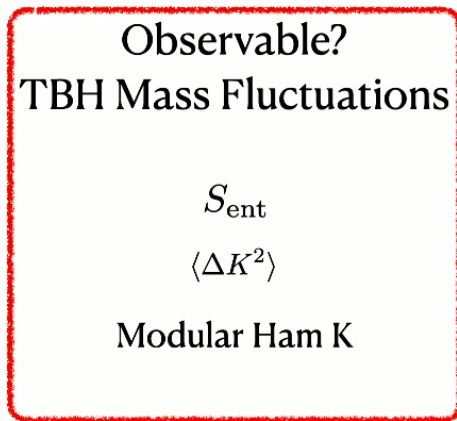 Observable?
TBH Mass Fluctuations
S_ent
⟨ΔK²⟩
Modular Ham K